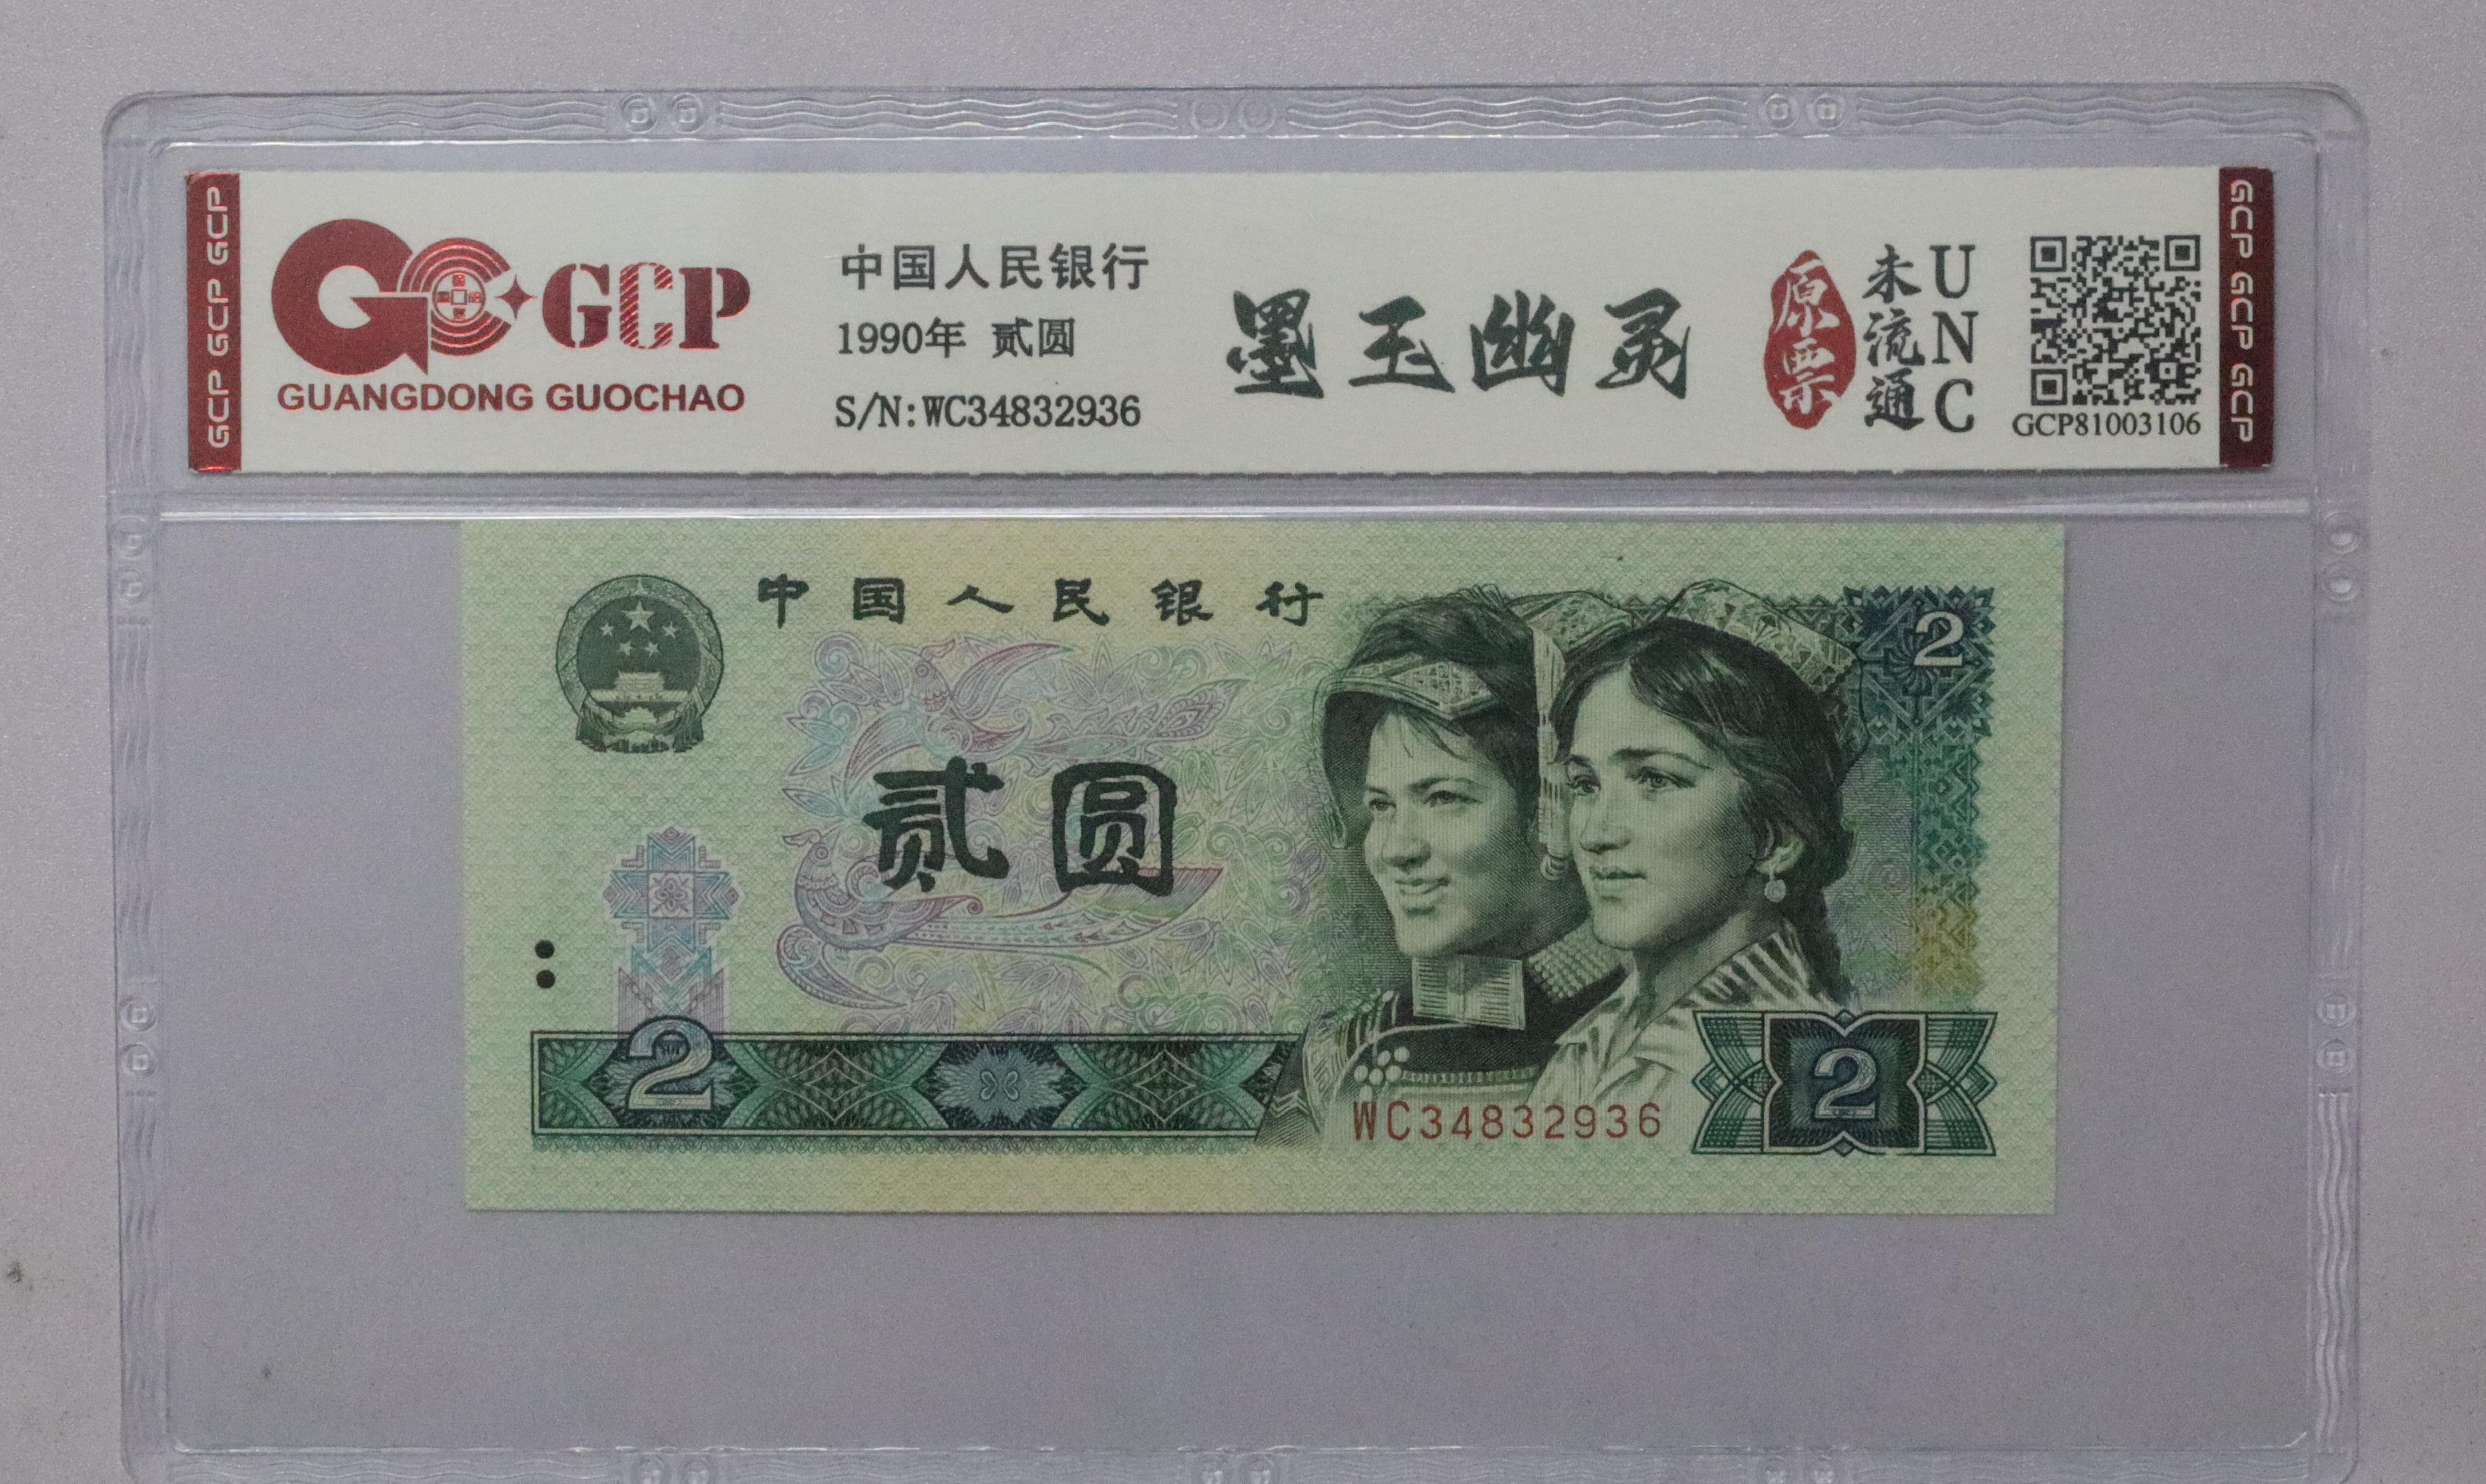 GCP GCP GCP
GCP
GUANGDONG GUOCHAO
中国人民银行
1990年 贰圆
S/N:WC34832936
墨玉幽灵
原票
未流通
UNC
GCP81003106
GCP GCP GCP
中国人民银行
2
贰圆
2
WC34832936
2